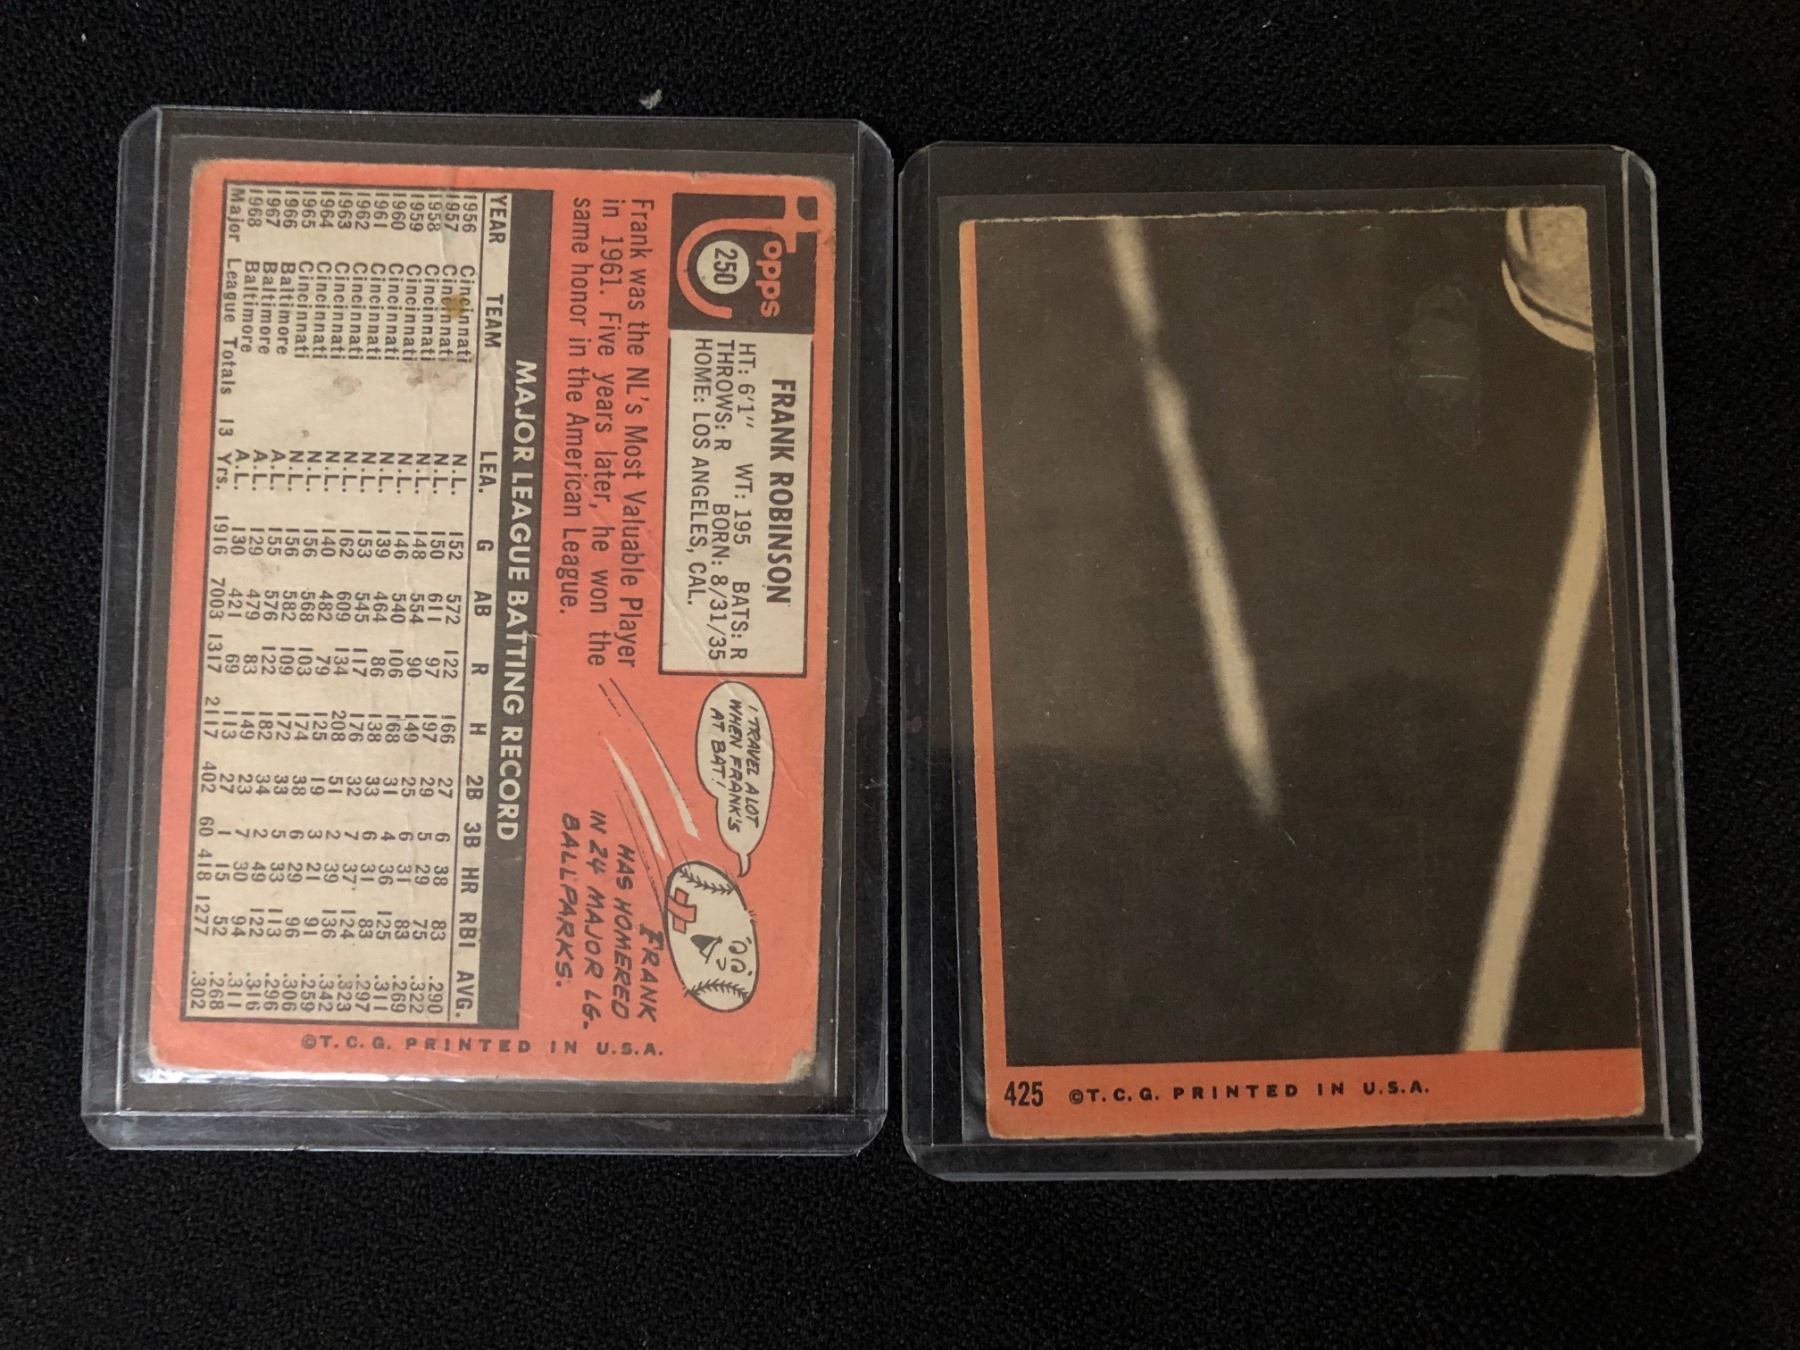 Topps
250
FRANK ROBINSON
HT: 6'1" WT: 195 BATS: R
THROWS: R BORN: 8/31/35
HOME: LOS ANGELES, CAL.
Frank was the NL's Most Valuable Player
in 1961. Five years later, he won the
same honor in the American League.
I TRAVEL A LOT
WHEN FRANK'S
AT BAT!
FRANK
HAS HOMERED
IN 24 MAJOR LG.
BALLPARKS.
MAJOR LEAGUE BATTING RECORD
YEAR TEAM LEA. G AB R H 2B 3B HR RBI AVG.
1956 Cincinnati N.L. 152 572 122 166 27 6 38 83 .290
1957 Cincinnati N.L. 150 611 97 197 29 5 29 75 .322
1958 Cincinnati N.L. 148 554 90 149 25 6 31 83 .269
1959 Cincinnati N.L. 146 540 106 168 31 4 36 125 .311
1960 Cincinnati N.L. 139 464 86 138 33 6 31 83 .297
1961 Cincinnati N.L. 153 545 117 176 32 7 37 124 .323
1962 Cincinnati N.L. 162 609 134 208 51 2 39 136 .342
1963 Cincinnati N.L. 140 482 79 125 19 3 21 91 .259
1964 Cincinnati N.L. 156 568 103 174 38 6 29 96 .306
1965 Cincinnati N.L. 156 582 109 172 33 5 33 113 .296
1966 Baltimore A.L. 155 576 122 182 34 2 49 122 .316
1967 Baltimore A.L. 129 479 83 149 23 7 30 94 .311
1968 Baltimore A.L. 130 421 69 113 27 1 15 52 .268
Major League Totals 13 Yrs. 1916 7003 1317 2117 402 60 418 1277 .302
©T.C.G. PRINTED IN U.S.A.
425 ©T.C.G. PRINTED IN U.S.A.